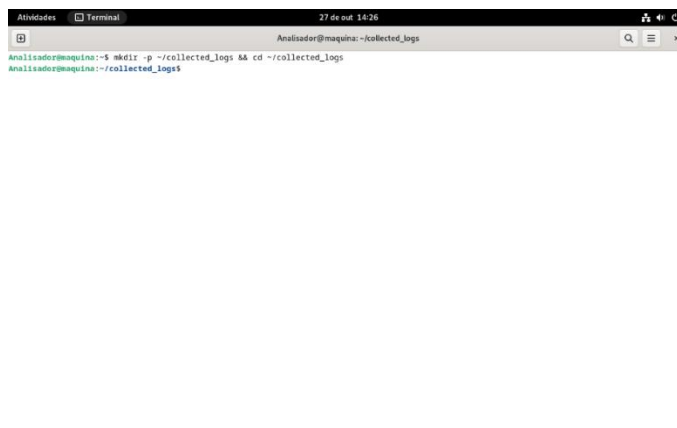 Atividades Terminal 27 de out 14:26
Analisador@maquina: ~/collected_logs
Analisador@maquina:~$ mkdir -p ~/collected_logs && cd ~/collected_logs
Analisador@maquina:~/collected_logs$